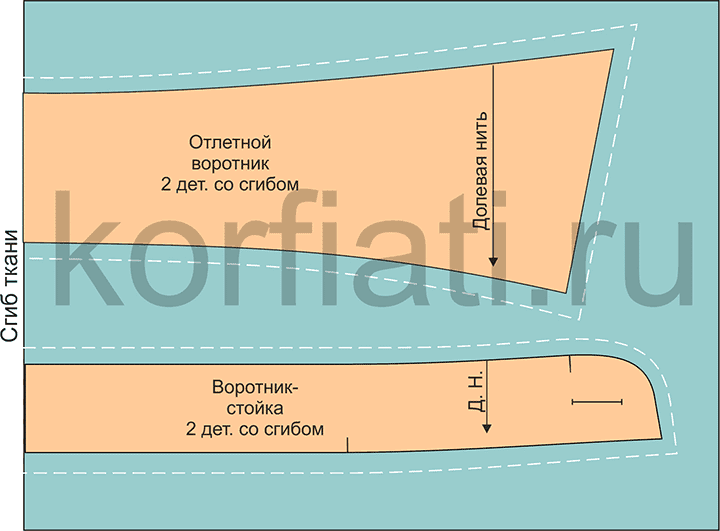 Отлетной
воротник
2 дет. со сгибом
Долевая нить
korfiati.ru
Сгиб ткани
Воротник-
стойка
2 дет. со сгибом
Д. Н.